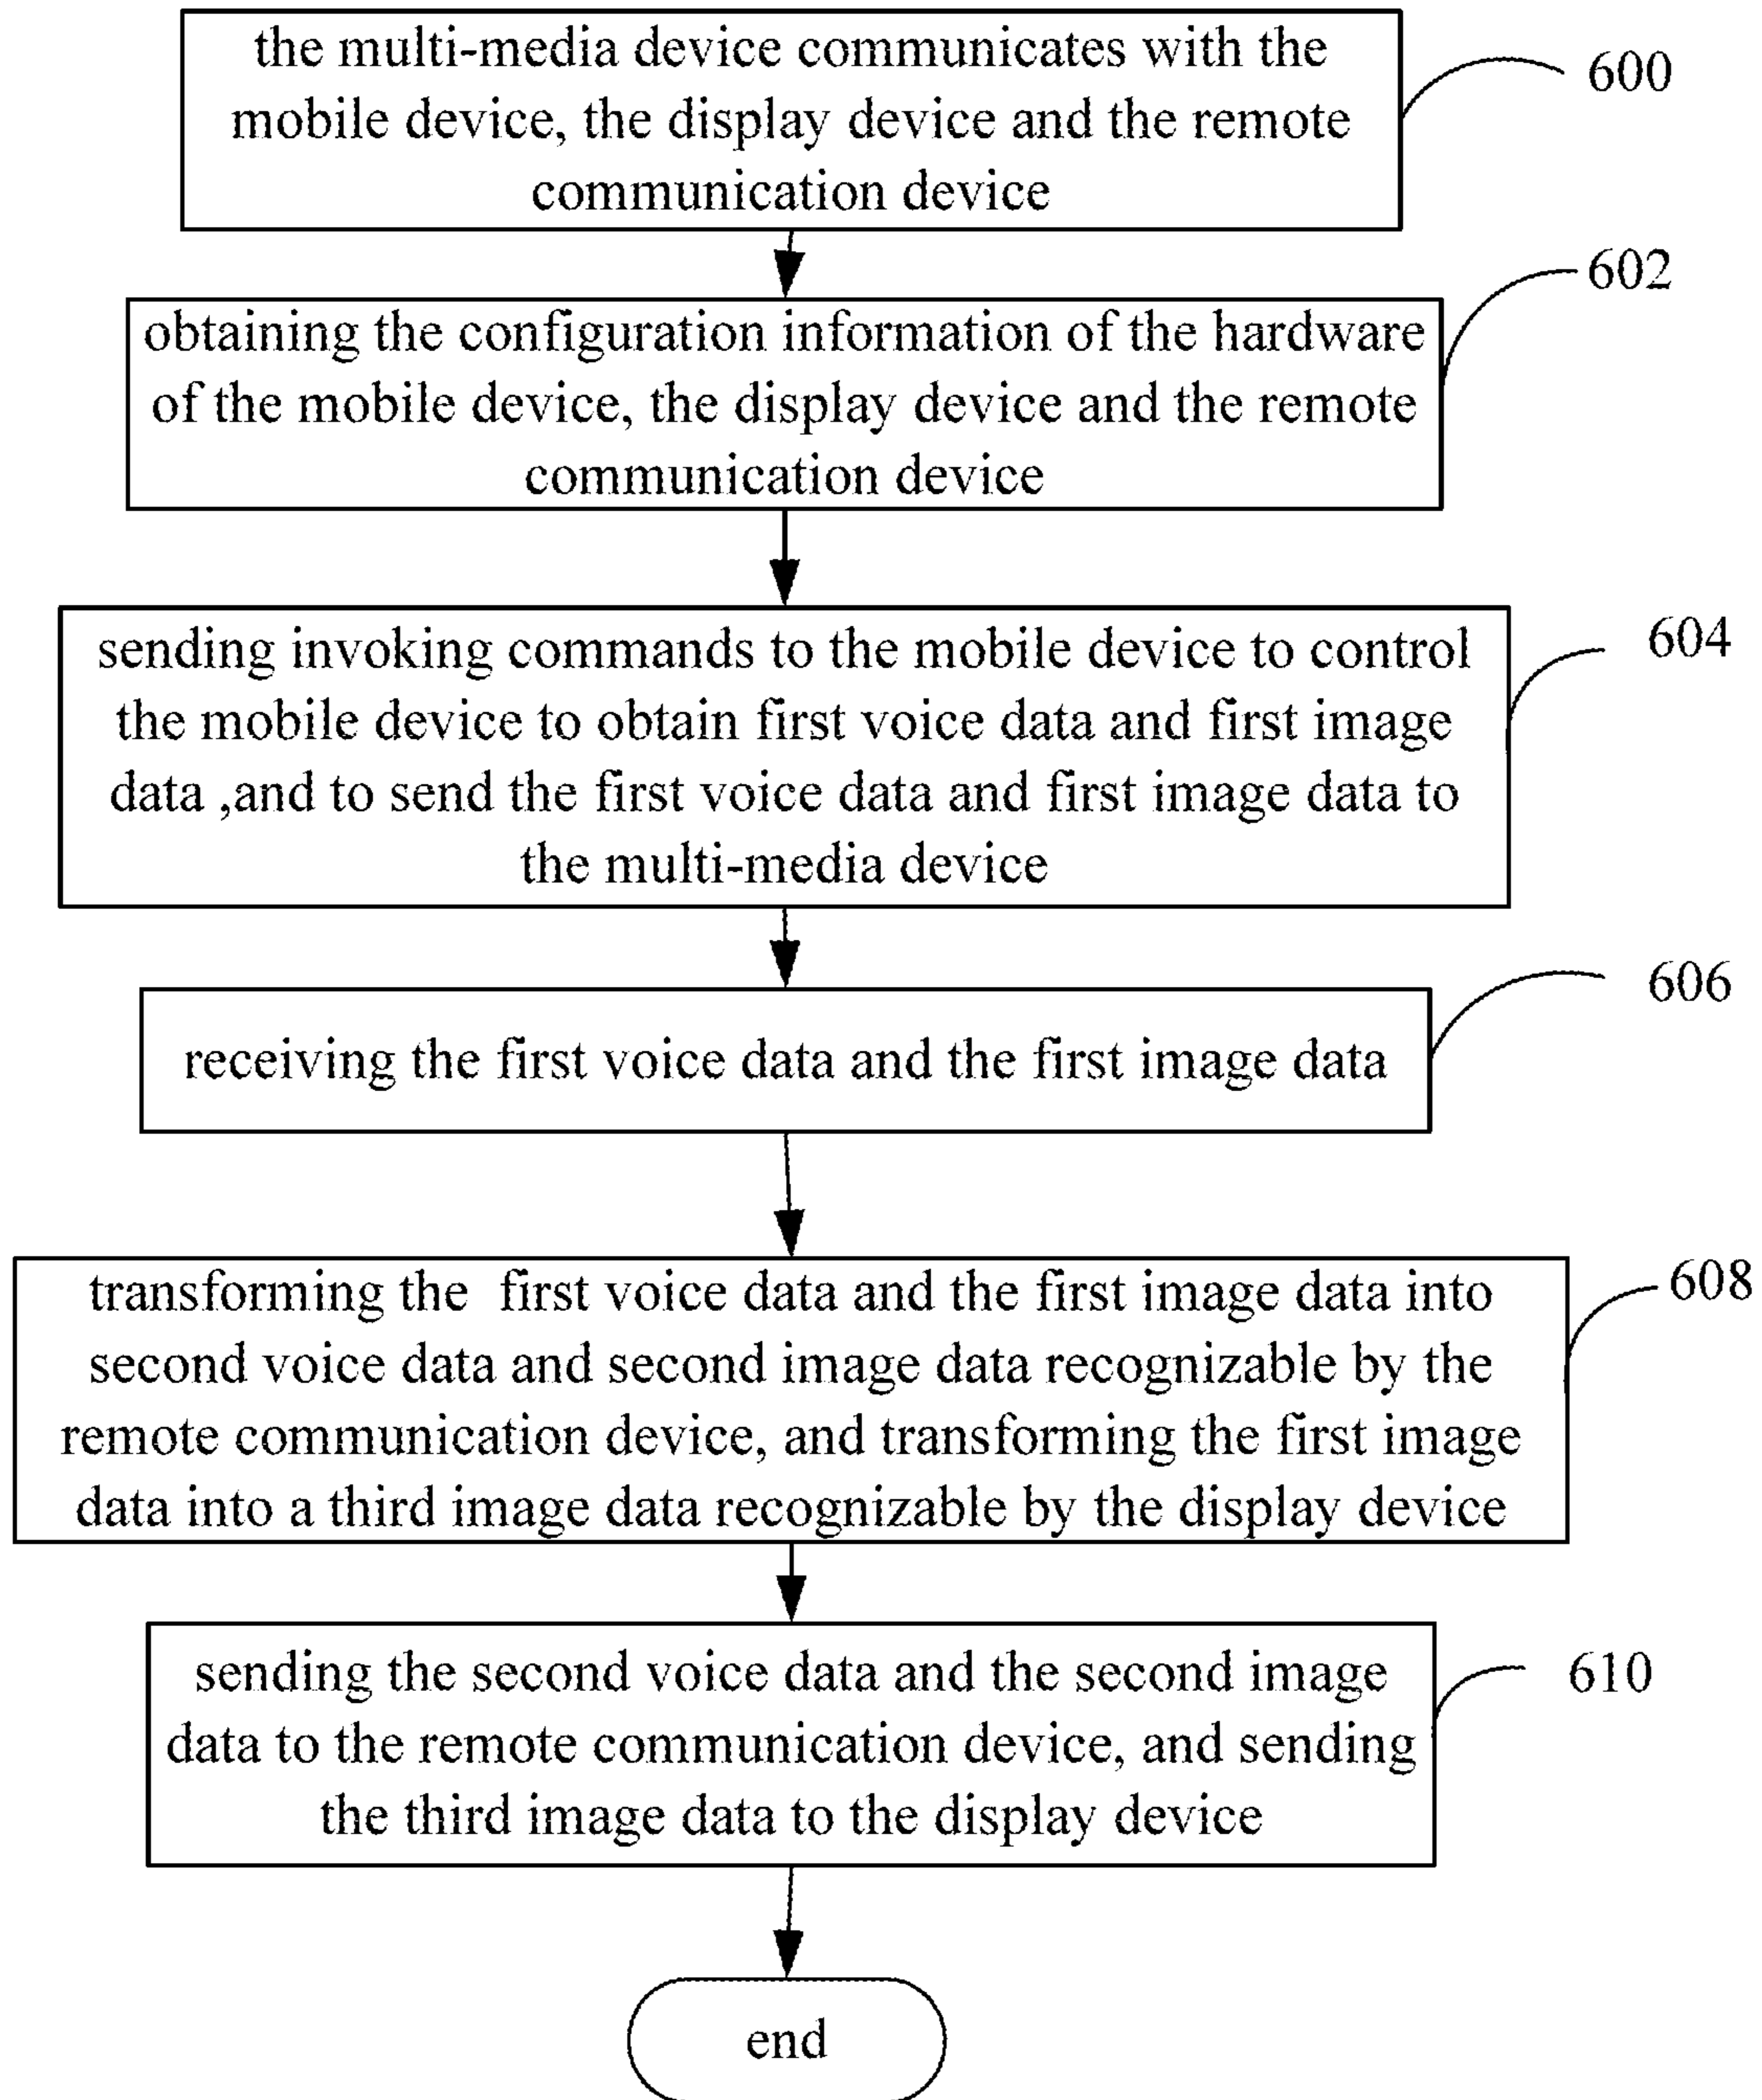 the multi-media device communicates with the
mobile device, the display device and the remote
communication device
600
obtaining the configuration information of the hardware
of the mobile device, the display device and the remote
communication device
602
sending invoking commands to the mobile device to control
the mobile device to obtain first voice data and first image
data ,and to send the first voice data and first image data to
the multi-media device
604
receiving the first voice data and the first image data
606
transforming the first voice data and the first image data into
second voice data and second image data recognizable by the
remote communication device, and transforming the first image
data into a third image data recognizable by the display device
608
sending the second voice data and the second image
data to the remote communication device, and sending
the third image data to the display device
610
end